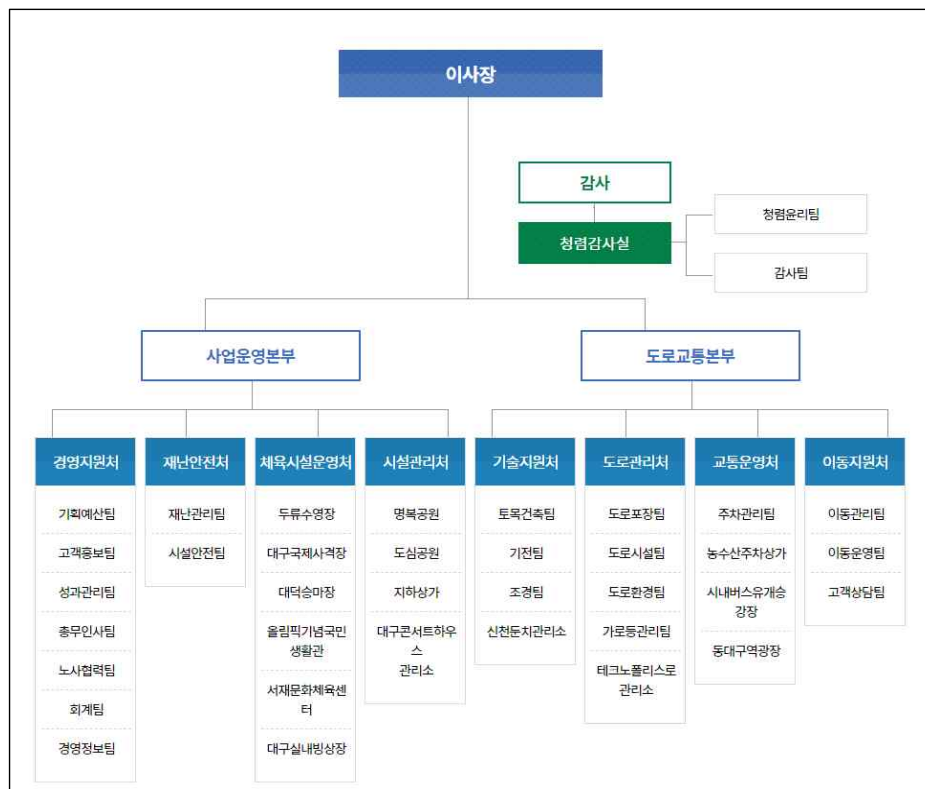 이사장
감사
청렴감사실
청렴윤리팀
감사팀
사업운영본부
도로교통본부
경영지원처
기획예산팀
고객홍보팀
성과관리팀
총무인사팀
노사협력팀
회계팀
경영정보팀
재난안전처
재난관리팀
시설안전팀
체육시설운영처
두류수영장
대구국제사격장
대덕승마장
올림픽기념국민
생활관
서재문화체육센
터
대구실내빙상장
시설관리처
명복공원
도심공원
지하상가
대구콘서트하우
스
관리소
기술지원처
토목건축팀
기전팀
조경팀
신천둔치관리소
도로관리처
도로포장팀
도로시설팀
도로환경팀
가로등관리팀
테크노폴리스로
관리소
교통운영처
주차관리팀
농수산주차상가
시내버스유개승
강장
동대구역광장
이동지원처
이동관리팀
이동운영팀
고객상담팀